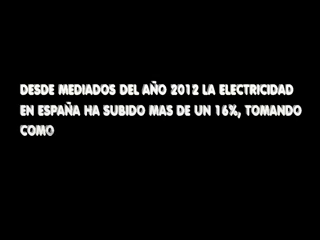 DESDE MEDIADOS DEL AÑO 2012 LA ELECTRICIDAD
EN ESPAÑA HA SUBIDO MAS DE UN 16%, TOMANDO
COMO